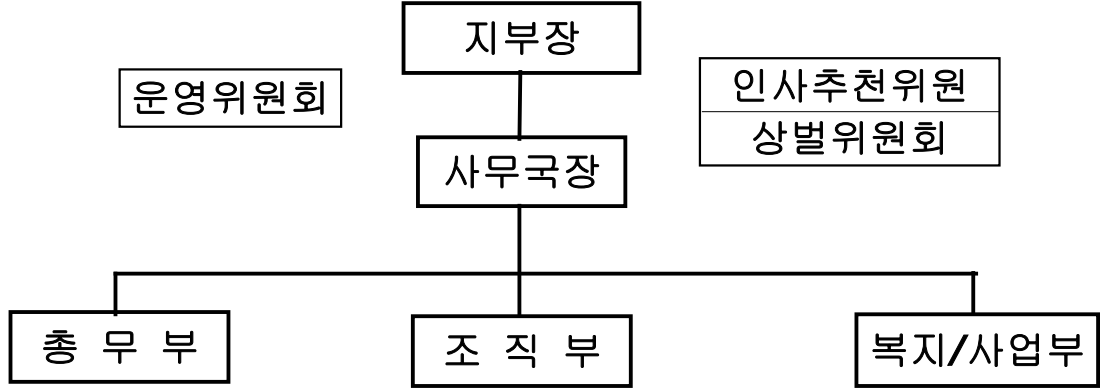 지부장
운영위원회
인사추천위원
상벌위원회
사무국장
총 무 부
조 직 부
복지/사업부